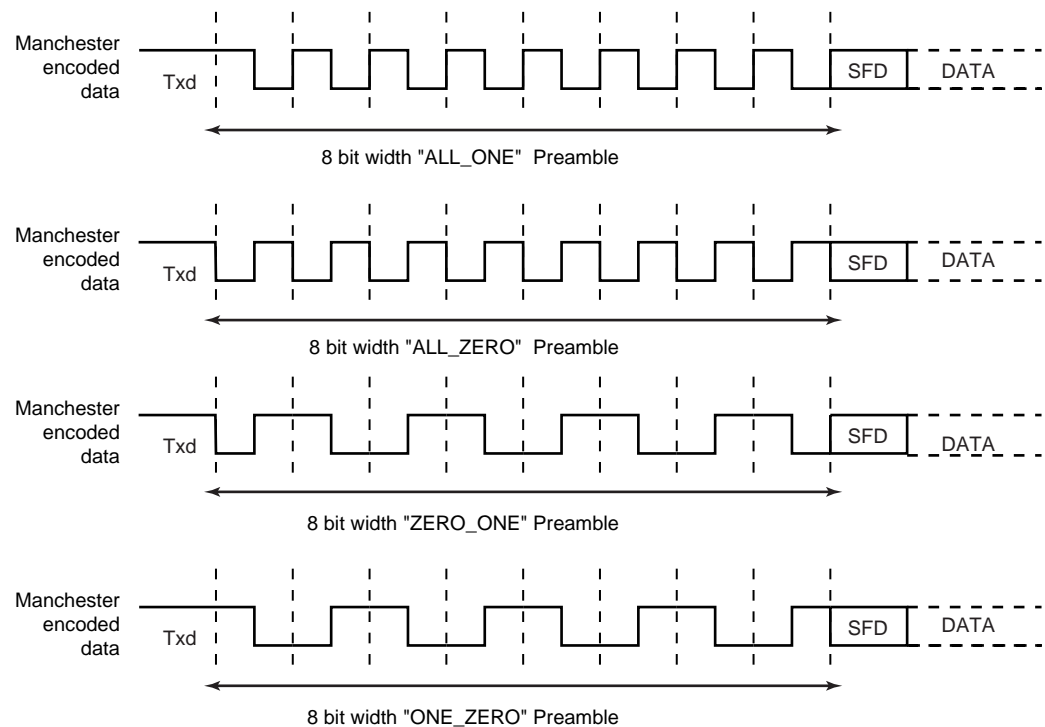 Manchester
encoded
data
Txd
SFD
DATA
8 bit width "ALL_ONE" Preamble
Manchester
encoded
data
Txd
SFD
DATA
8 bit width "ALL_ZERO" Preamble
Manchester
encoded
data
Txd
SFD
DATA
8 bit width "ZERO_ONE" Preamble
Manchester
encoded
data
Txd
SFD
DATA
8 bit width "ONE_ZERO" Preamble